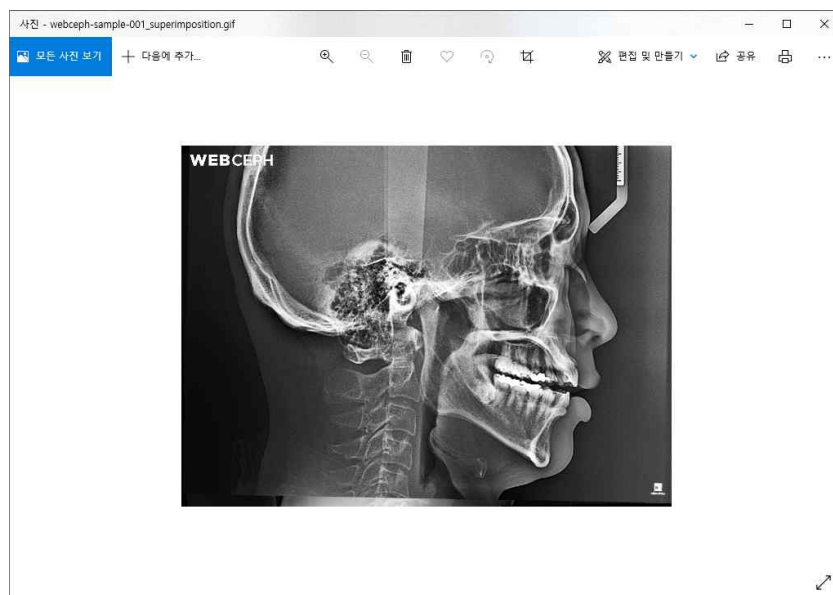 사진 - webceph-sample-001_superimposition.gif
모든 사진 보기
다음에 추가...
편집 및 만들기
공유
WEBCEPH